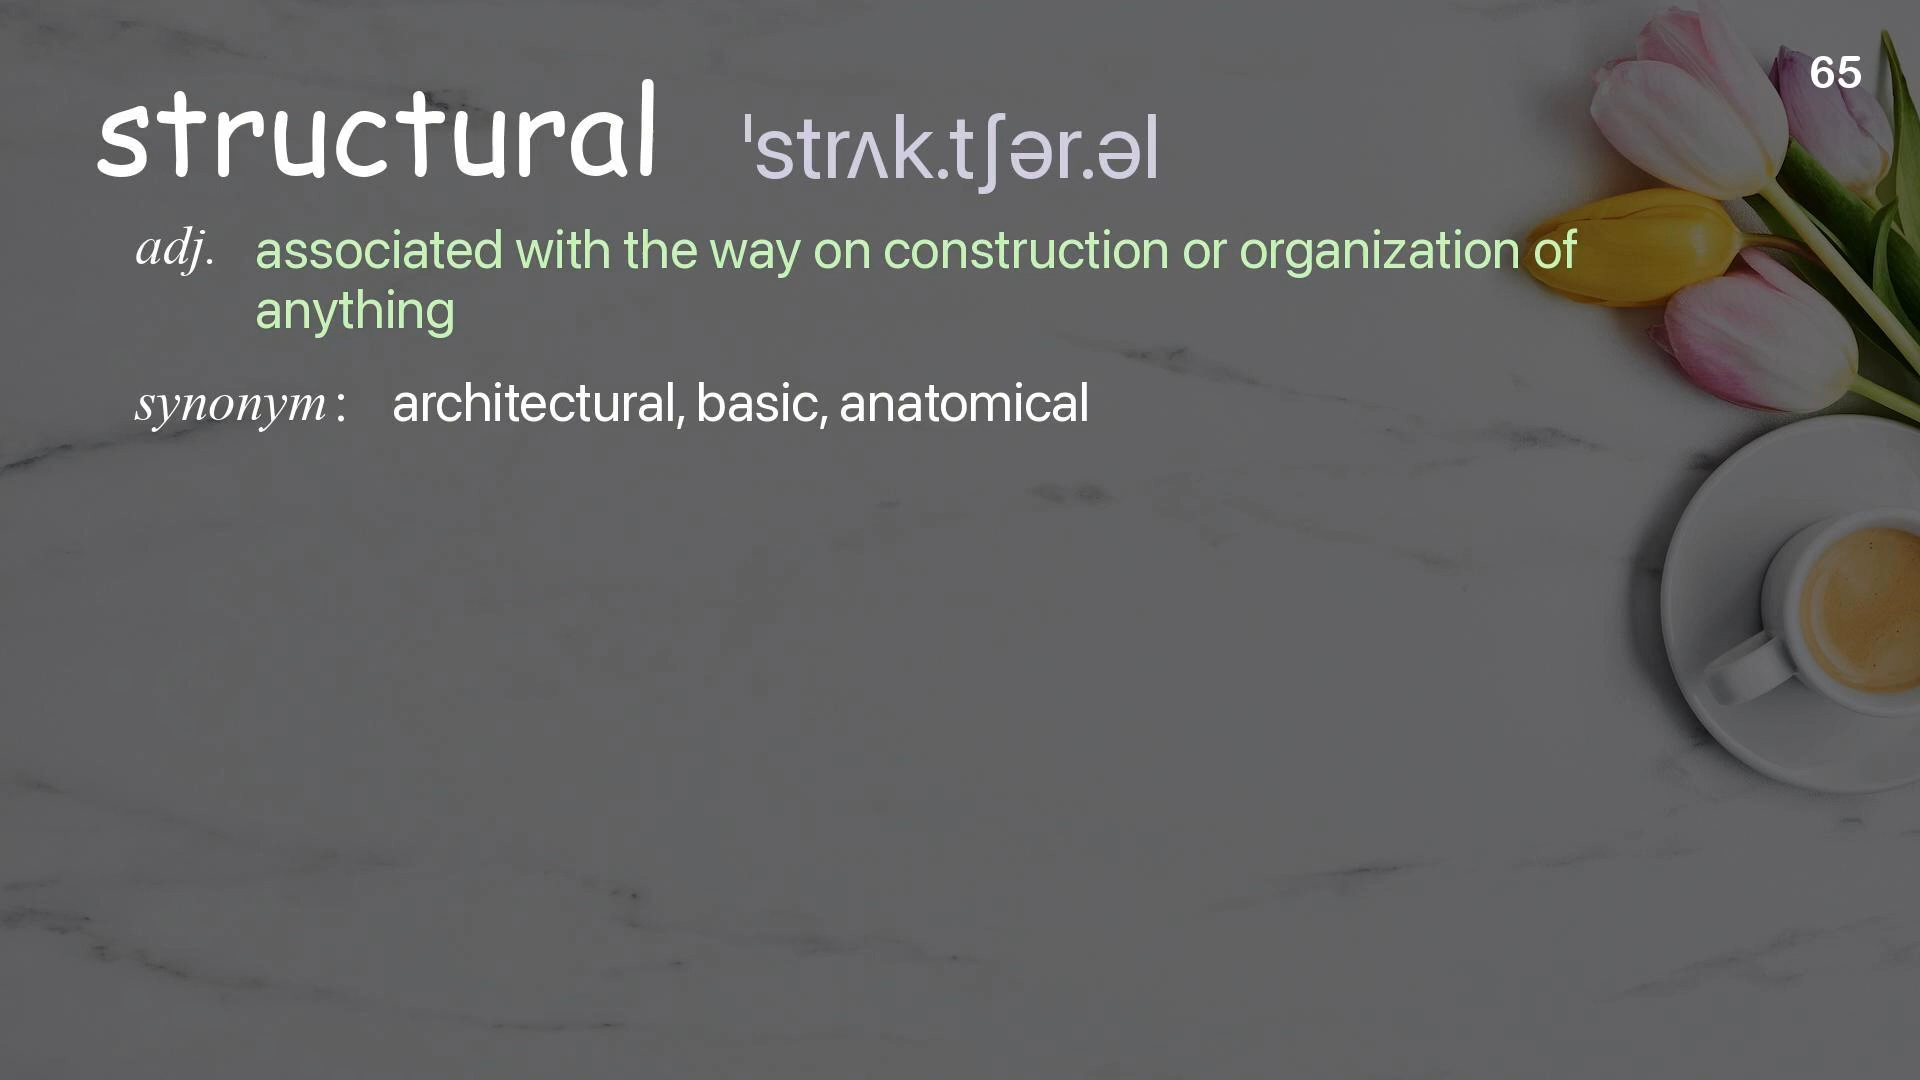 65
structural ˈstrʌk.tʃər.əl
adj. associated with the way on construction or organization of
anything
synonym : architectural, basic, anatomical